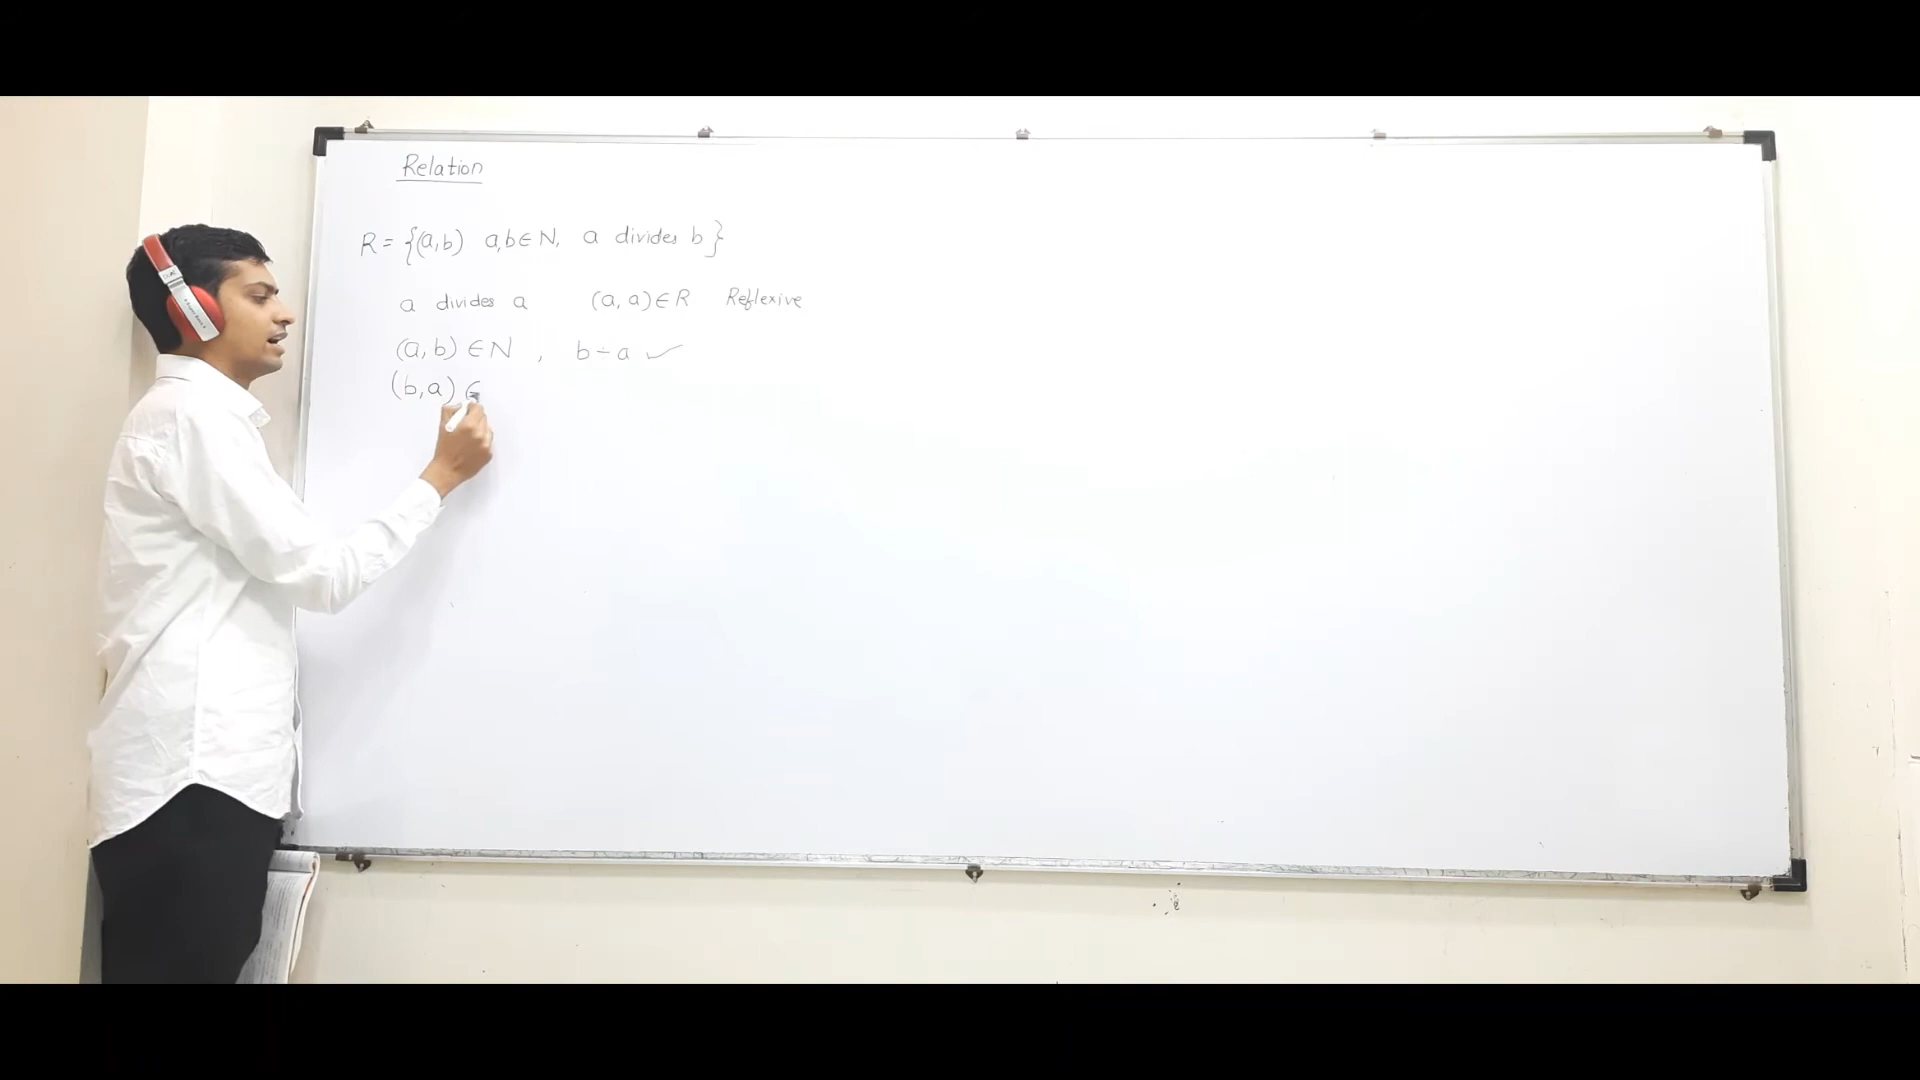 Relation
R = {(a,b) a,b ∈ N, a divides b}
a divides a (a, a) ∈ R Reflexive
(a, b) ∈ N , b ÷ a ✓
(b, a) ∈